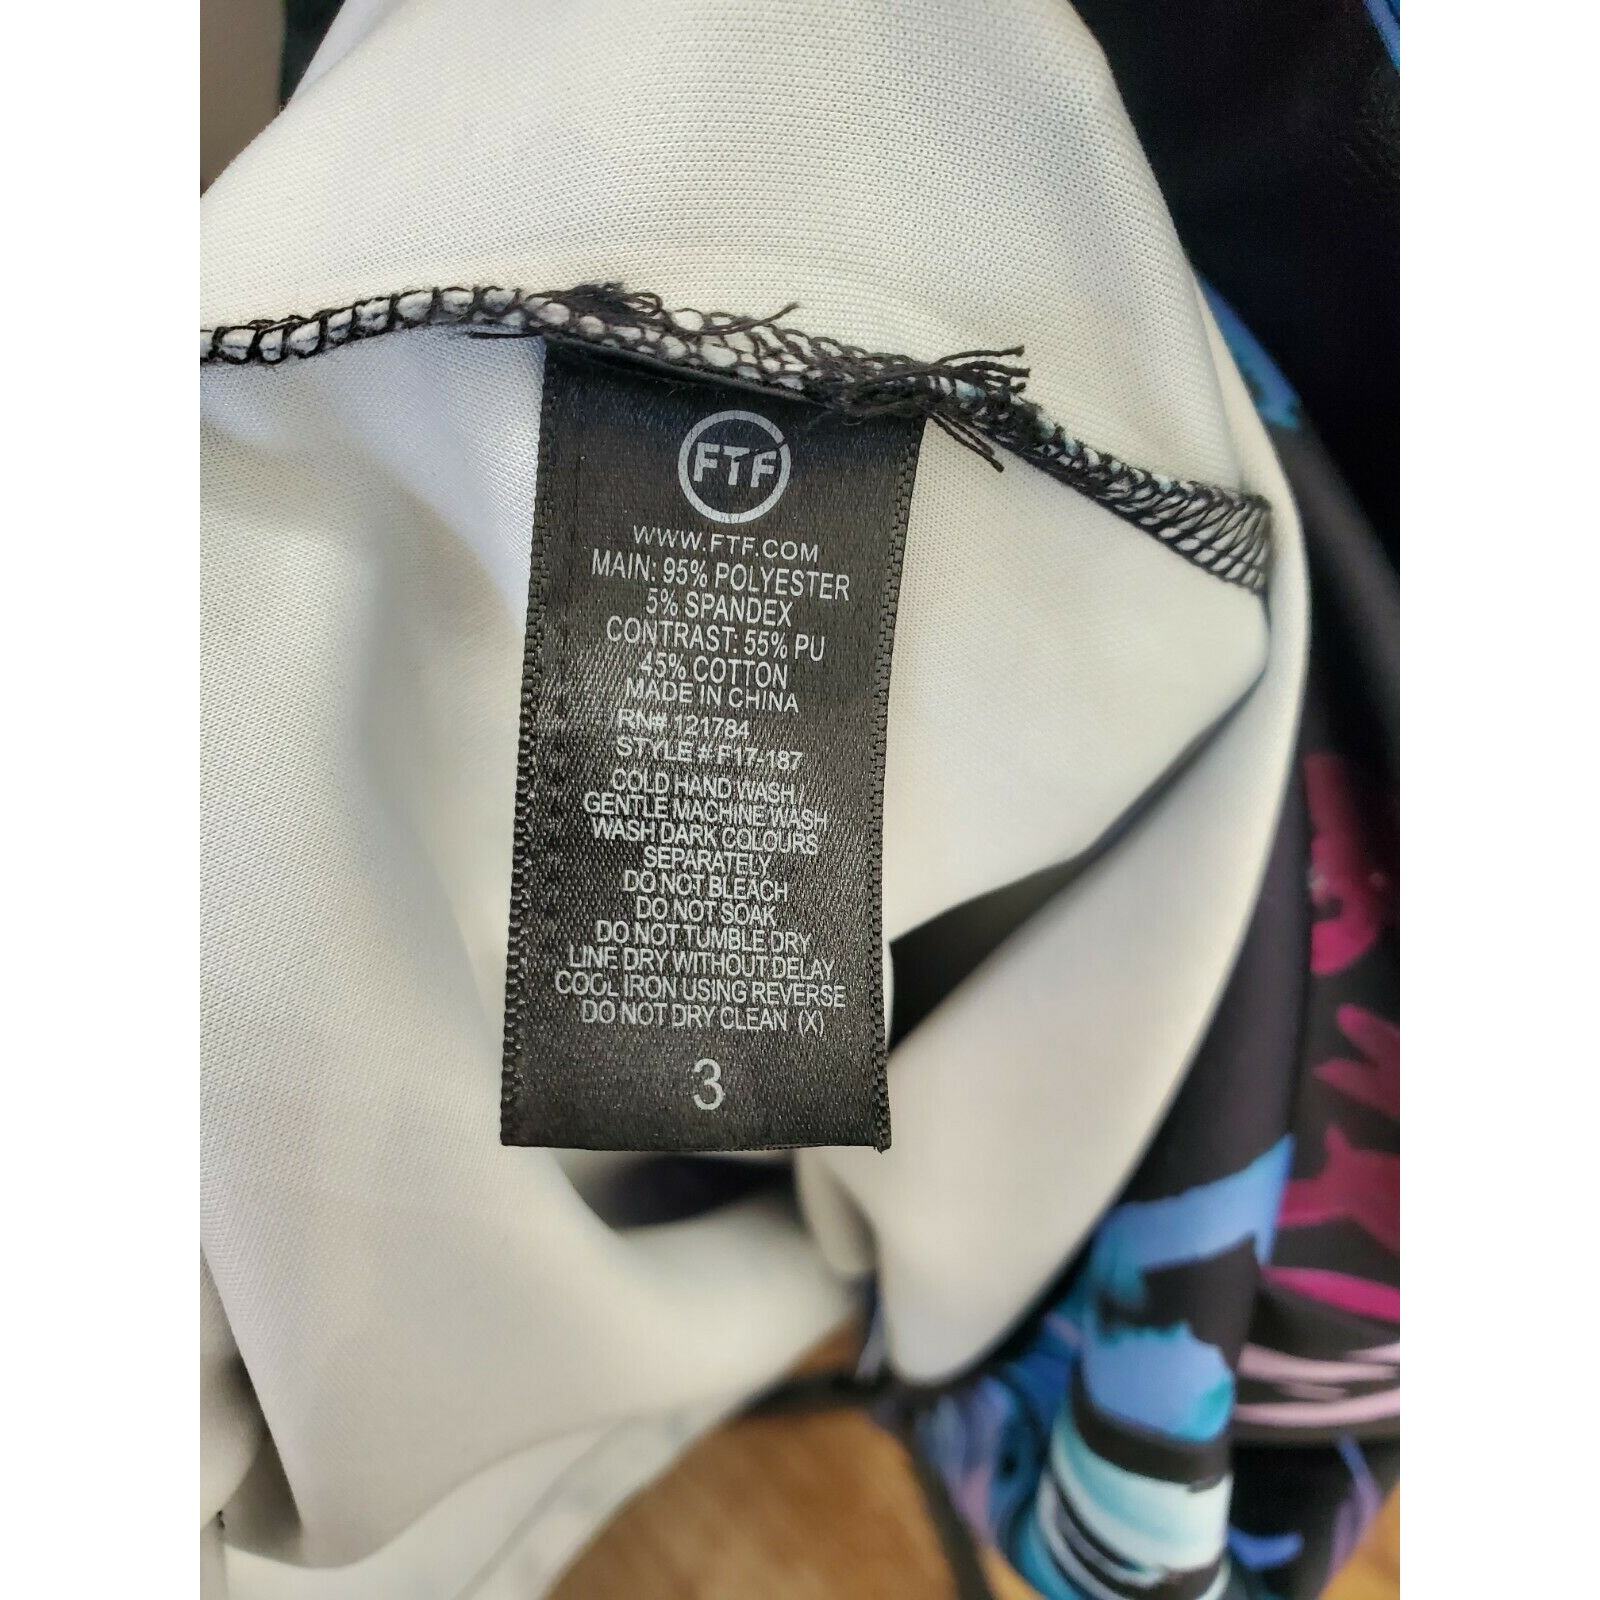 FTF
WWW.FTF.COM
MAIN: 95% POLYESTER
5% SPANDEX
CONTRAST: 55% PU
45% COTTON
MADE IN CHINA
RN# 121784
STYLE # F17-187
COLD HAND WASH /
GENTLE MACHINE WASH
WASH DARK COLOURS
SEPARATELY
DO NOT BLEACH
DO NOT SOAK
DO NOT TUMBLE DRY
LINE DRY WITHOUT DELAY
COOL IRON USING REVERSE
DO NOT DRY CLEAN (X)
3